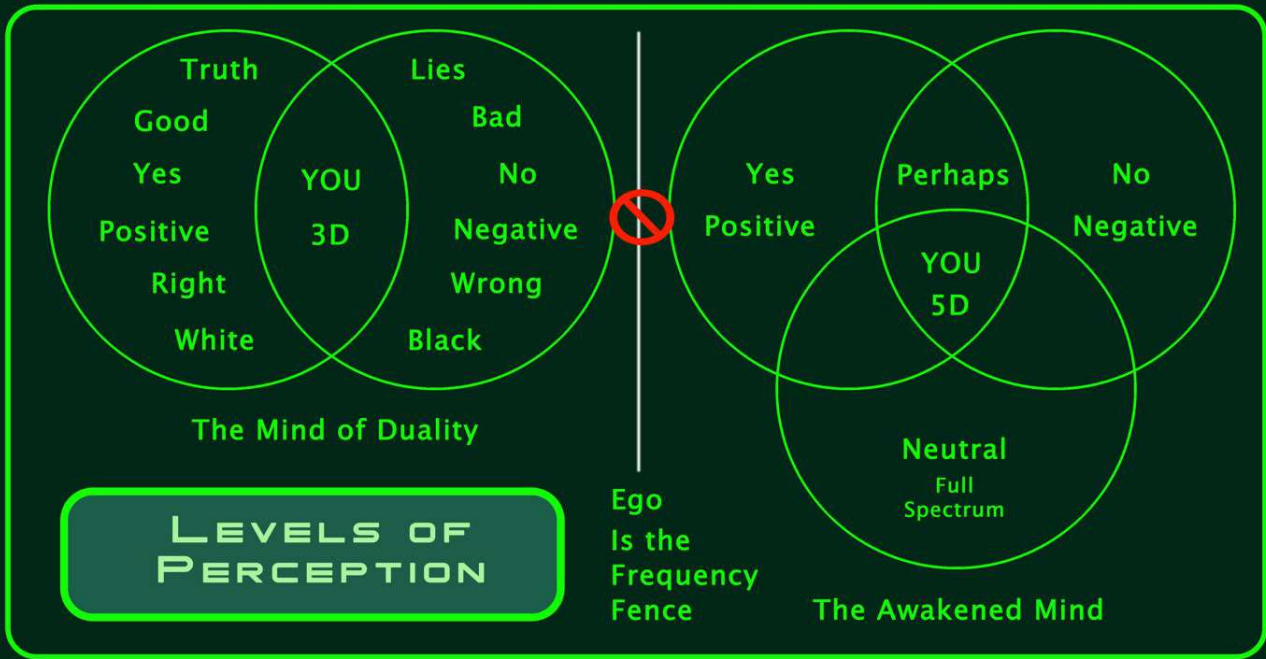 Truth
Good
Yes
Positive
Right
White
YOU
3D
Lies
Bad
No
Negative
Wrong
Black
The Mind of Duality
LEVELS OF
PERCEPTION
Ego
Is the
Frequency
Fence
Yes
Positive
Perhaps
No
Negative
YOU
5D
Neutral
Full
Spectrum
The Awakened Mind